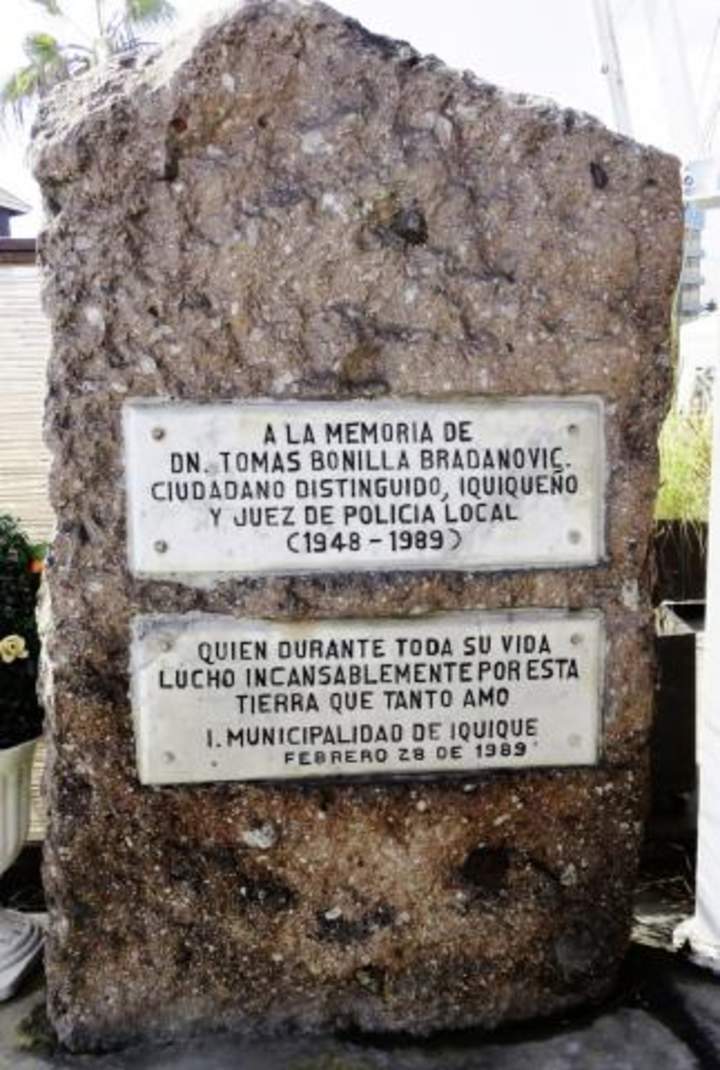 A LA MEMORIA DE
DN. TOMAS BONILLA BRADANOVIC.
CIUDADANO DISTINGUIDO, IQUIQUEÑO
Y JUEZ DE POLICIA LOCAL
(1948-1989)
QUIEN DURANTE TODA SU VIDA
LUCHO INCANSABLEMENTE POR ESTA
TIERRA QUE TANTO AMO
I. MUNICIPALIDAD DE IQUIQUE
FEBRERO 28 DE 1989